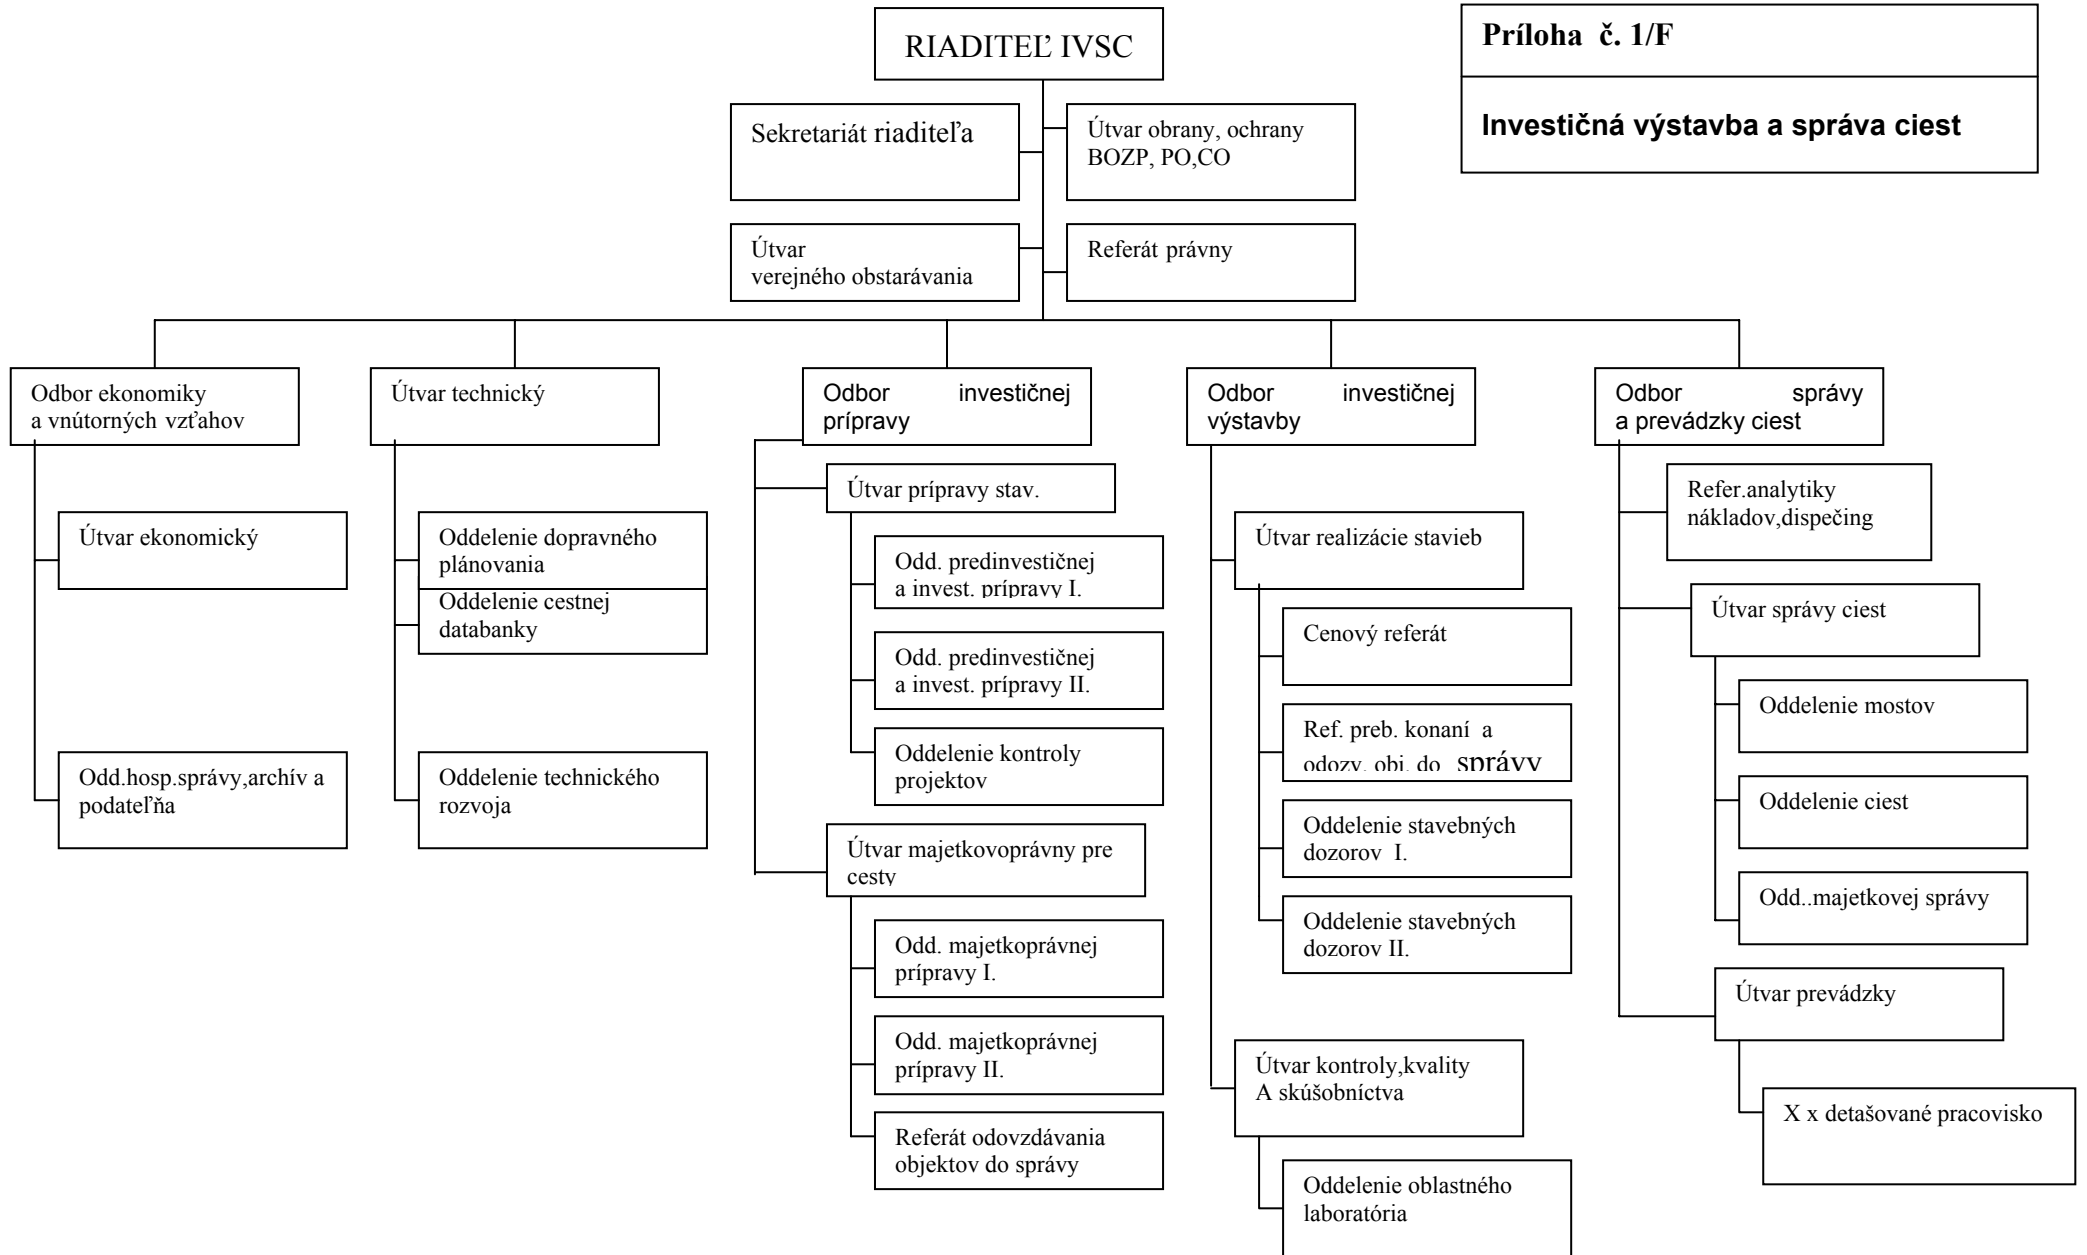 RIADITEĽ IVSC
Príloha č. 1/F
Investičná výstavba a správa ciest
Sekretariát riaditeľa
Útvar obrany, ochrany
BOZP, PO,CO
Útvar
verejného obstarávania
Referát právny
Odbor ekonomiky
a vnútorných vzťahov
Útvar ekonomický
Odd.hosp.správy,archív a
podateľňa
Útvar technický
Oddelenie dopravného
plánovania
Oddelenie cestnej
databanky
Oddelenie technického
rozvoja
Odbor investičnej
prípravy
Útvar prípravy stav.
Odd. predinvestičnej
a invest. prípravy I.
Odd. predinvestičnej
a invest. prípravy II.
Oddelenie kontroly
projektov
Útvar majetkovoprávny pre
cesty
Odd. majetkoprávnej
prípravy I.
Odd. majetkoprávnej
prípravy II.
Referát odovzdávania
objektov do správy
Odbor investičnej
výstavby
Útvar realizácie stavieb
Cenový referát
Ref. preb. konaní a
odozv. obj. do správy
Oddelenie stavebných
dozorov I.
Oddelenie stavebných
dozorov II.
Útvar kontroly,kvality
A skúšobníctva
Oddelenie oblastného
laboratória
Odbor správy
a prevádzky ciest
Refer.analytiky
nákladov,dispečing
Útvar správy ciest
Oddelenie mostov
Oddelenie ciest
Odd..majetkovej správy
Útvar prevádzky
X x detašované pracovisko